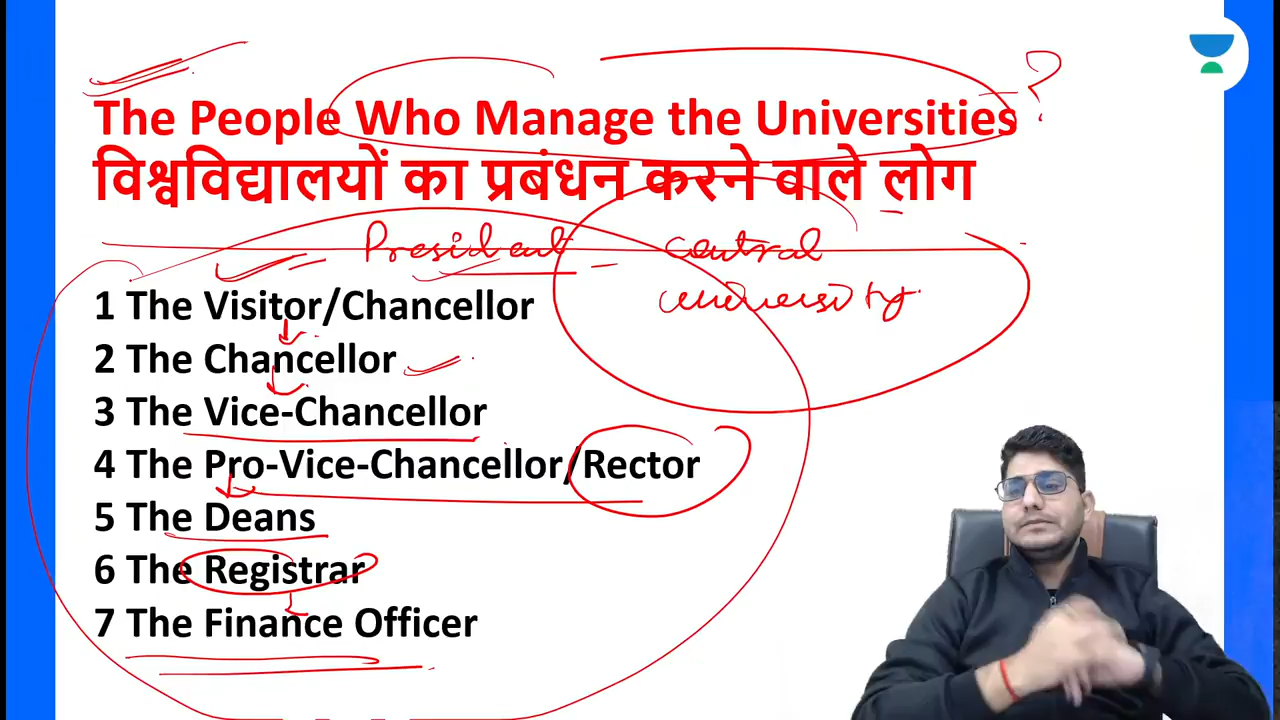 The People Who Manage the Universities ?
विश्वविद्यालयों का प्रबंधन करने वाले लोग
President central
university
1 The Visitor/Chancellor
2 The Chancellor
3 The Vice-Chancellor
4 The Pro-Vice-Chancellor/Rector
5 The Deans
6 The Registrar
7 The Finance Officer